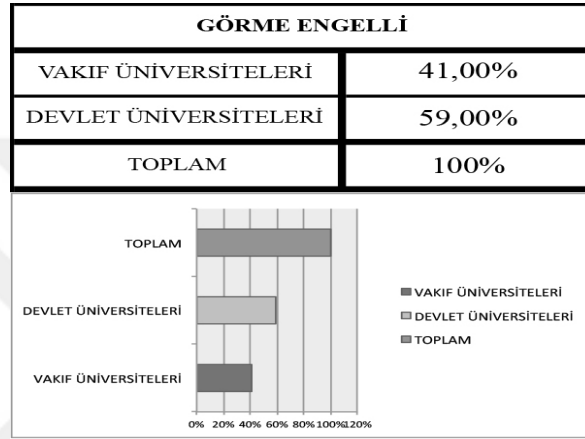 GÖRME ENGELLİ
VAKIF ÜNİVERSİTELERİ 41,00%
DEVLET ÜNİVERSİTELERİ 59,00%
TOPLAM 100%
TOPLAM
DEVLET ÜNİVERSİTELERİ
VAKIF ÜNİVERSİTELERİ
0% 20% 40% 60% 80% 100% 120%
VAKIF ÜNİVERSİTELERİ
DEVLET ÜNİVERSİTELERİ
TOPLAM